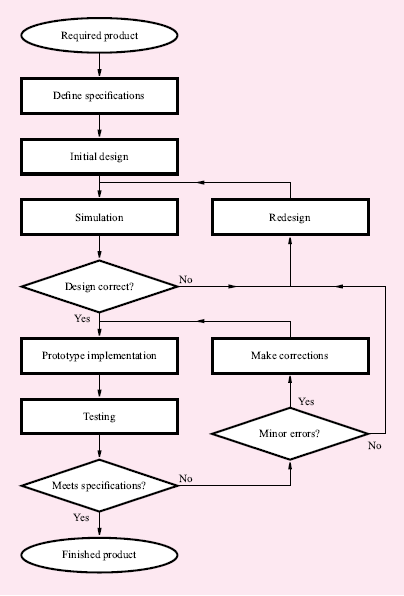 Required product
Define specifications
Initial design
Simulation
Redesign
Design correct?
No
Yes
Prototype implementation
Make corrections
Testing
Yes
Minor errors?
No
Meets specifications?
No
Yes
Finished product